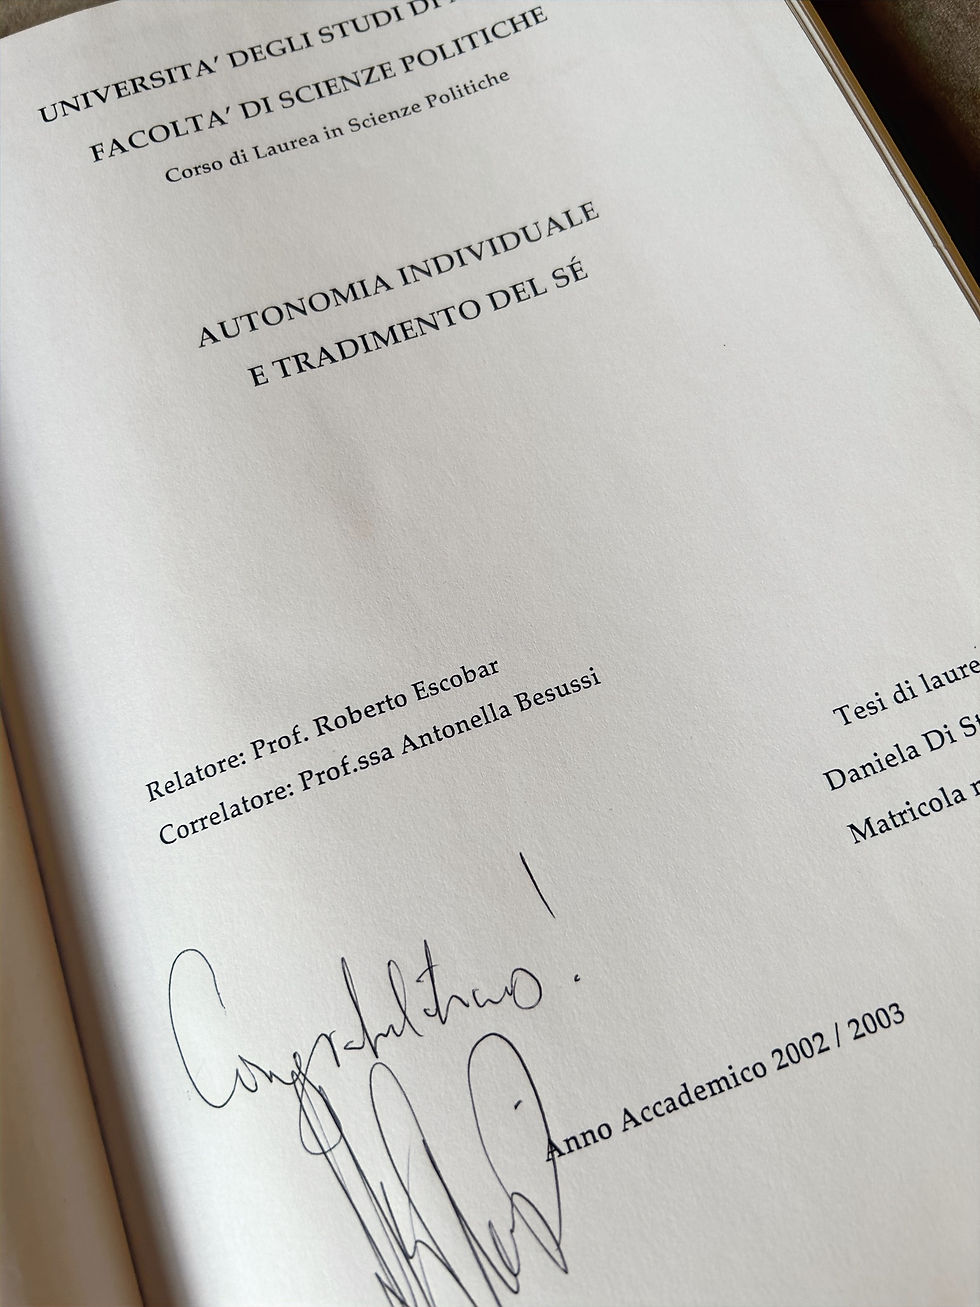 UNIVERSITA' DEGLI STUDI DI
FACOLTA' DI SCIENZE POLITICHE
Corso di Laurea in Scienze Politiche
AUTONOMIA INDIVIDUALE
E TRADIMENTO DEL SÉ
Relatore: Prof. Roberto Escobar
Correlatore: Prof.ssa Antonella Besussi
Tesi di laure
Daniela Di St
Matricola n
Congratulations!
Anno Accademico 2002 / 2003